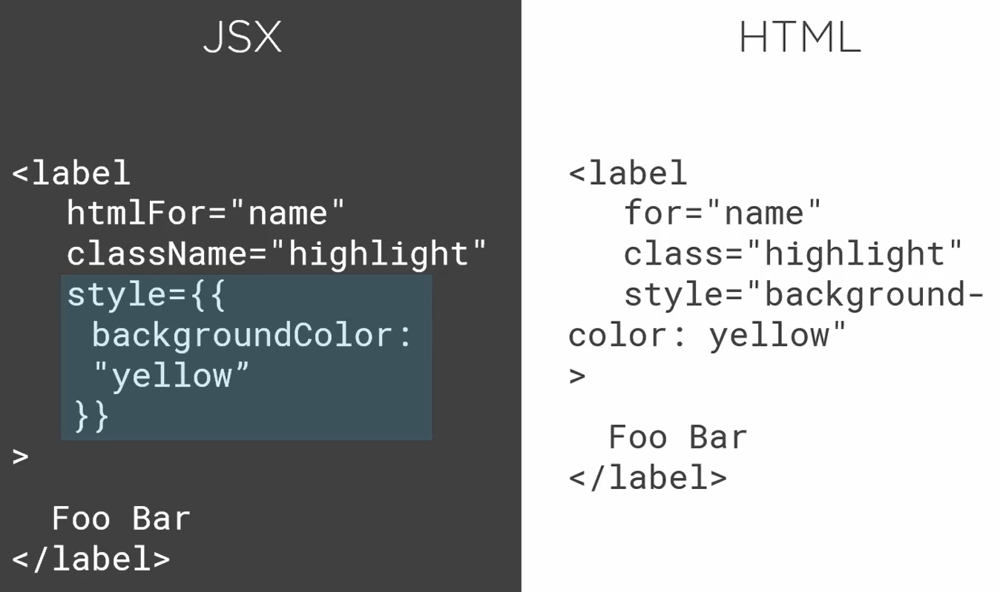 JSX
<label
htmlFor="name"
className="highlight"
style={{
backgroundColor:
"yellow”
}}
>
Foo Bar
</label>
HTML
<label
for="name"
class="highlight"
style="background-
color: yellow"
>
Foo Bar
</label>